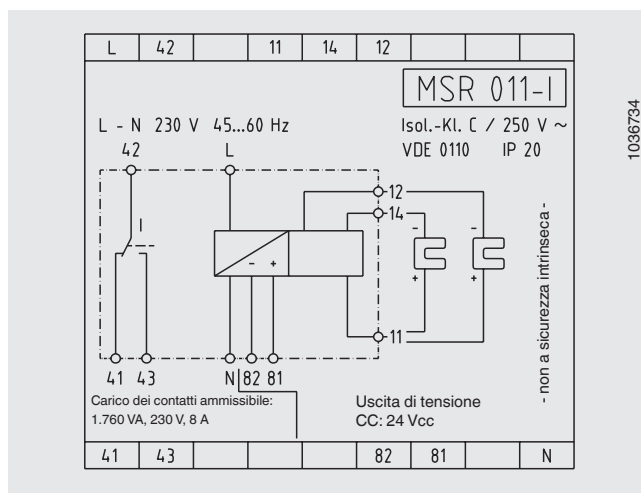 L 42 11 14 12
MSR 011-I
L - N 230 V 45...60 Hz
Isol.-Kl. C / 250 V ~
VDE 0110 IP 20
42 L
12
14
I
- -
- +
+ +
11
41 43 N 82 81
Carico dei contatti ammissibile:
1.760 VA, 230 V, 8 A
Uscita di tensione
CC: 24 Vcc
- non a sicurezza intrinseca -
41 43 82 81 N
1036734